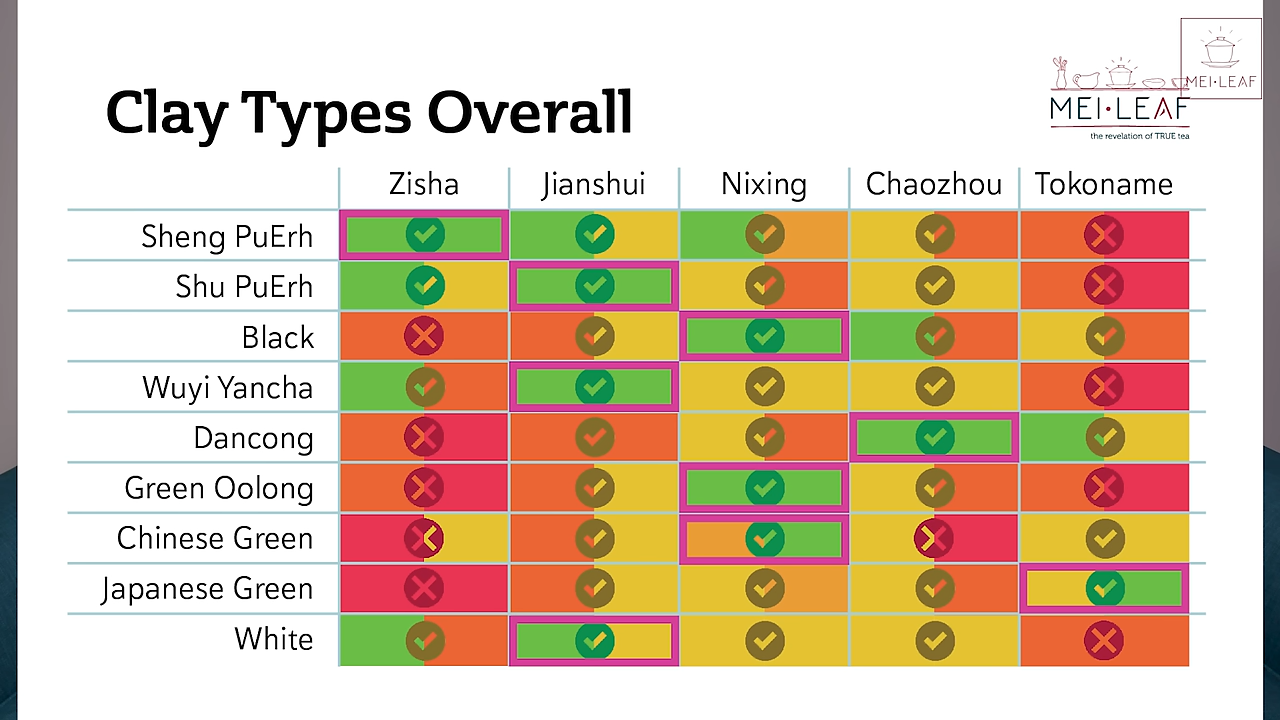 MEI·LEAF
MEI·LEAF
the revelation of TRUE tea
Clay Types Overall
Zisha Jianshui Nixing Chaozhou Tokoname
Sheng PuErh
Shu PuErh
Black
Wuyi Yancha
Dancong
Green Oolong
Chinese Green
Japanese Green
White